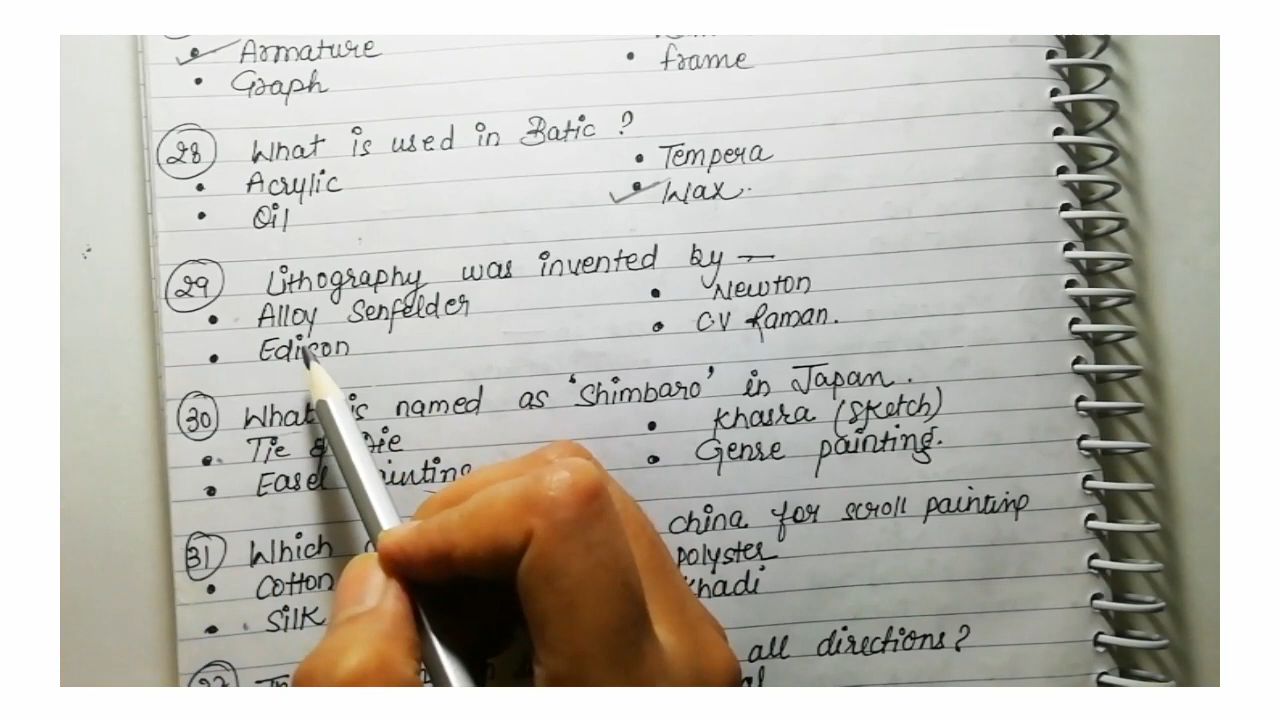 Armature
• Graph
• frame
28 What is used in Batic ?
• Acrylic
• Oil
• Tempera
• Wax.
29 Lithography was invented by —
• Alloy Senfelder
• Edison
• Newton
• C.V Raman.
30 What is named as 'Shimbaro' in Japan.
• Tie & Die
• Easel painting
• Khasra (Sketch)
• Genre painting.
31 Which china for scroll painting
• Cotton
• Silk
polyster
khadi
all directions?